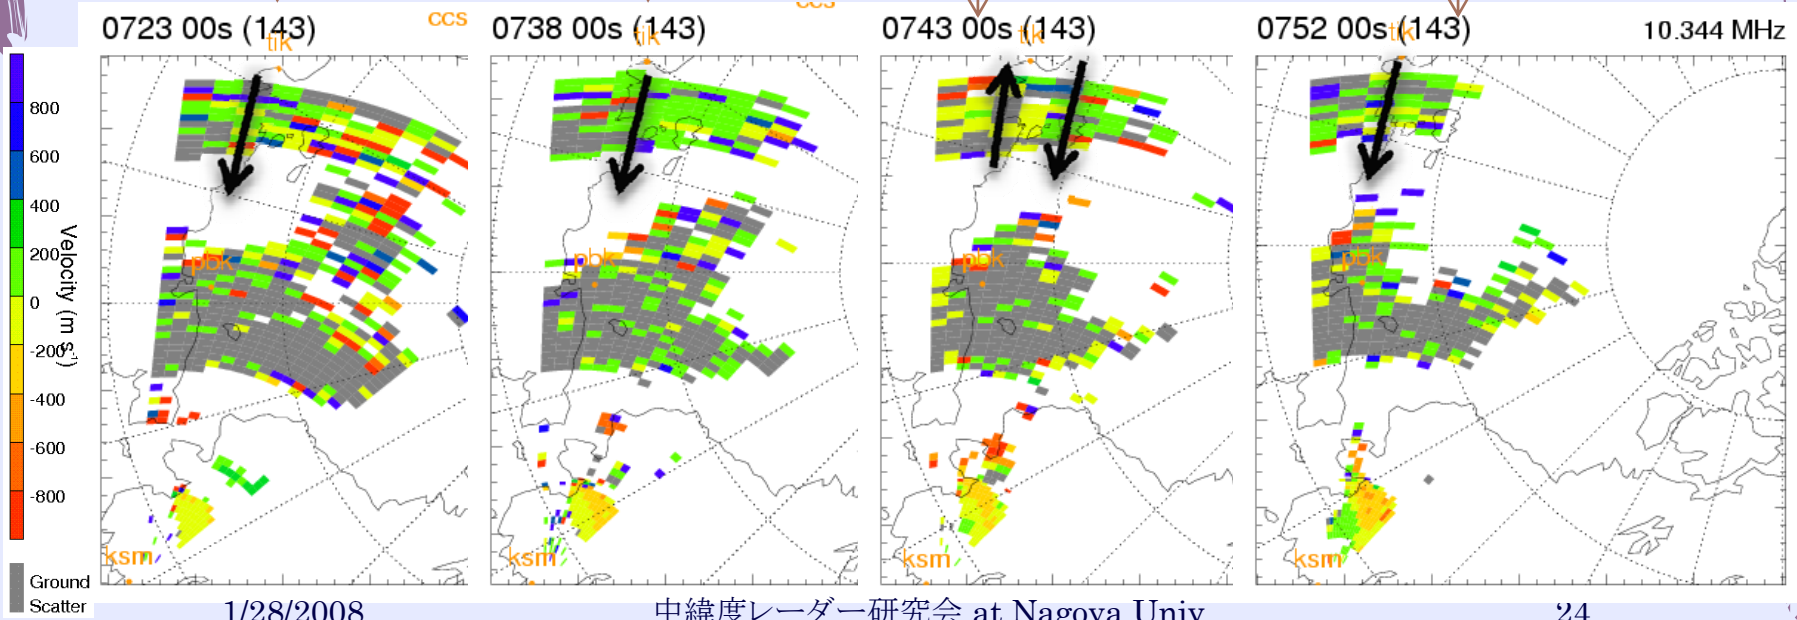 ccs
ccs
0723 00s (143)
tik
0738 00s (143)
tik
0743 00s (143)
tik
0752 00s (143)
tik
10.344 MHz
800
600
400
200
0
-200
-400
-600
-800
Velocity (m s⁻¹)
Ground
Scatter
pbk
ksm
pbk
ksm
pbk
ksm
pbk
ksm
1/28/2008
中緯度レーダー研究会 at Nagoya Univ
24